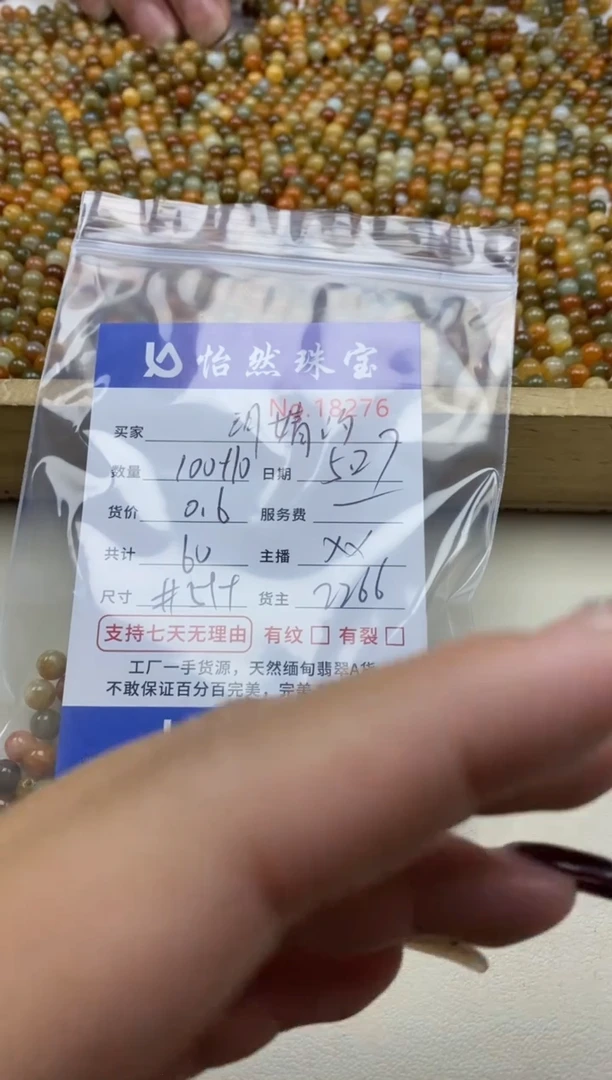 怡然珠宝
No.18276
买家
数量 100+10 日期 5.27
货价 0.6 服务费
共计 60 主播 XX
尺寸 货主 2266
支持七天无理由 有纹 有裂
工厂一手货源，天然缅甸翡翠A货
不敢保证百分百完美，完美